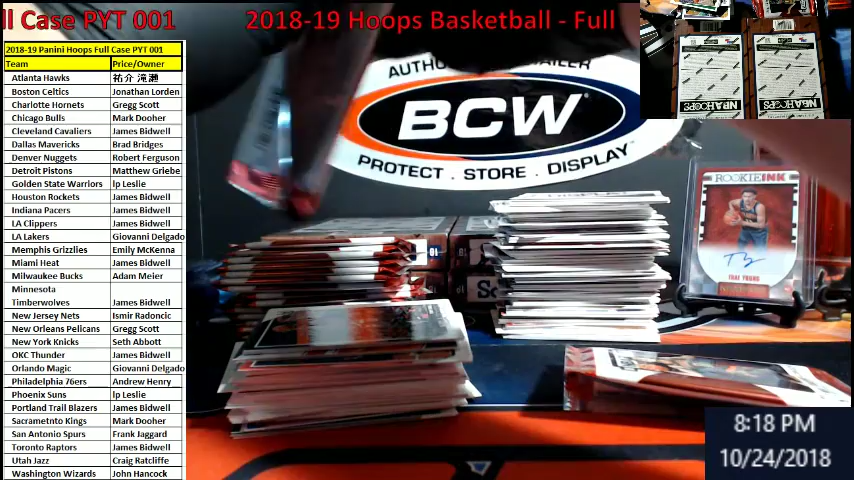 ll Case PYT 001
2018-19 Hoops Basketball - Full
2018-19 Panini Hoops Full Case PYT 001
Team Price/Owner
Atlanta Hawks
Boston Celtics Jonathan Lorden
Charlotte Hornets Gregg Scott
Chicago Bulls Mark Dooher
Cleveland Cavaliers James Bidwell
Dallas Mavericks Brad Bridges
Denver Nuggets Robert Ferguson
Detroit Pistons Matthew Griebe
Golden State Warriors lp Leslie
Houston Rockets James Bidwell
Indiana Pacers James Bidwell
LA Clippers James Bidwell
LA Lakers Giovanni Delgado
Memphis Grizzlies Emily McKenna
Miami Heat James Bidwell
Milwaukee Bucks Adam Meier
Minnesota
Timberwolves James Bidwell
New Jersey Nets Ismir Radoncic
New Orleans Pelicans Gregg Scott
New York Knicks Seth Abbott
OKC Thunder James Bidwell
Orlando Magic Giovanni Delgado
Philadelphia 76ers Andrew Henry
Phoenix Suns lp Leslie
Portland Trail Blazers James Bidwell
Sacrametnto Kings Mark Dooher
San Antonio Spurs Frank Jaggard
Toronto Raptors James Bidwell
Utah Jazz Craig Ratcliffe
Washington Wizards John Hancock
BCW
PROTECT . STORE . DISPLAY
ROOKIE INK
TRAE YOUNG
NBA HOOPS
NBA HOOPS
8:18 PM
10/24/2018